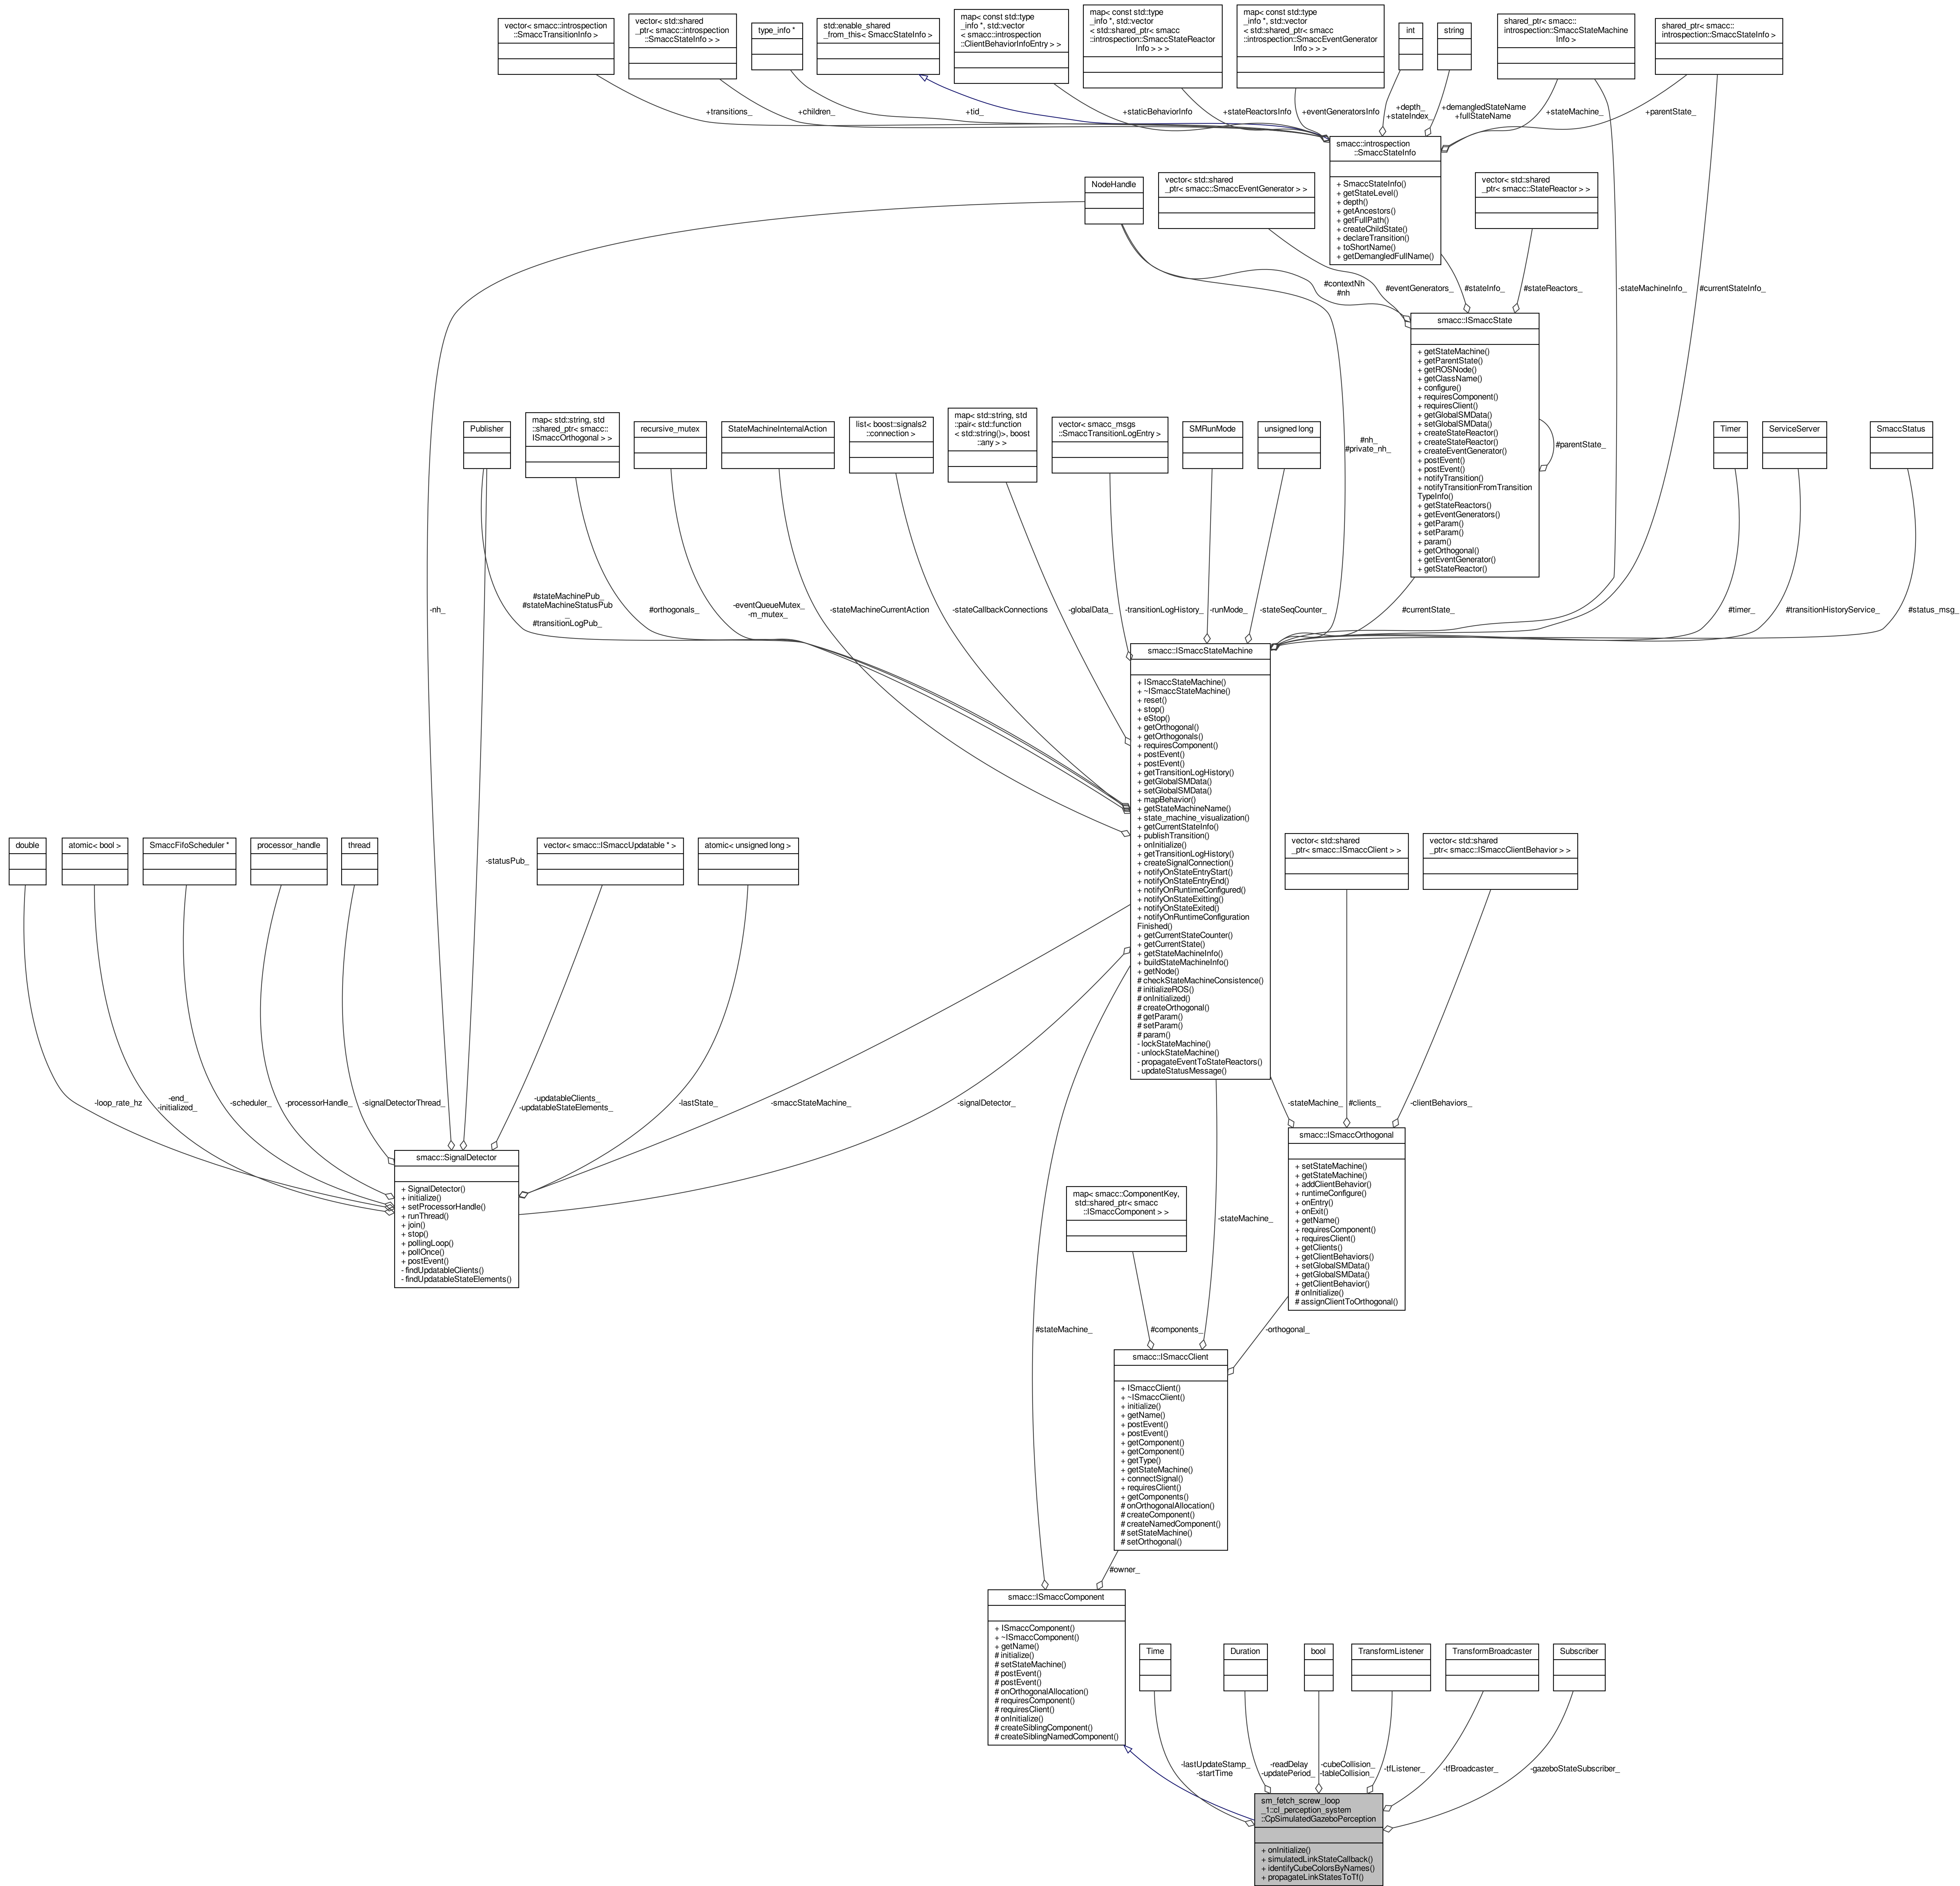 vector< smacc::introspection
::SmaccTransitionInfo >
vector< std::shared
_ptr< smacc::introspection
::SmaccStateInfo > >
type_info *
std::enable_shared
_from_this< SmaccStateInfo >
map< const std::type
_info *, std::vector
< smacc::introspection
::ClientBehaviorInfoEntry > >
map< const std::type
_info *, std::vector
< std::shared_ptr< smacc
::introspection::SmaccStateReactor
Info > > >
map< const std::type
_info *, std::vector
< std::shared_ptr< smacc
::introspection::SmaccEventGenerator
Info > > >
int
string
shared_ptr< smacc::
introspection::SmaccStateMachine
Info >
shared_ptr< smacc::
introspection::SmaccStateInfo >
+transitions_
+children_
+tid_
+staticBehaviorInfo
+stateReactorsInfo
+eventGeneratorsInfo
+depth_
+stateIndex_
+demangledStateName
+fullStateName
+stateMachine_
+parentState_
smacc::introspection
::SmaccStateInfo
+ SmaccStateInfo()
+ getStateLevel()
+ depth()
+ getAncestors()
+ getFullPath()
+ createChildState()
+ declareTransition()
+ toShortName()
+ getDemangledFullName()
NodeHandle
vector< std::shared
_ptr< smacc::SmaccEventGenerator > >
vector< std::shared
_ptr< smacc::StateReactor > >
#contextNh
#nh
#eventGenerators_
#stateInfo_
#stateReactors_
-stateMachineInfo_
#currentStateInfo_
smacc::ISmaccState
+ getStateMachine()
+ getParentState()
+ getROSNode()
+ getClassName()
+ configure()
+ requiresComponent()
+ requiresClient()
+ getGlobalSMData()
+ setGlobalSMData()
+ createStateReactor()
+ createStateReactor()
+ createEventGenerator()
+ postEvent()
+ postEvent()
+ notifyTransition()
+ notifyTransitionFromTransition
TypeInfo()
+ getStateReactors()
+ getEventGenerators()
+ getParam()
+ setParam()
+ param()
+ getOrthogonal()
+ getEventGenerator()
+ getStateReactor()
#parentState_
Publisher
map< std::string, std
::shared_ptr< smacc::
ISmaccOrthogonal > >
recursive_mutex
StateMachineInternalAction
list< boost::signals2
::connection >
map< std::string, std
::pair< std::function
< std::string()>, boost
::any > >
vector< smacc_msgs
::SmaccTransitionLogEntry >
SMRunMode
unsigned long
#nh_
#private_nh_
Timer
ServiceServer
SmaccStatus
-nh_
#stateMachinePub_
#stateMachineStatusPub
_
#transitionLogPub_
#orthogonals_
-eventQueueMutex_
-m_mutex_
-stateMachineCurrentAction
-stateCallbackConnections
-globalData_
-transitionLogHistory_
-runMode_
-stateSeqCounter_
#currentState_
#timer_
#transitionHistoryService_
#status_msg_
smacc::ISmaccStateMachine
+ ISmaccStateMachine()
+ ~ISmaccStateMachine()
+ reset()
+ stop()
+ eStop()
+ getOrthogonal()
+ getOrthogonals()
+ requiresComponent()
+ postEvent()
+ postEvent()
+ getTransitionLogHistory()
+ getGlobalSMData()
+ setGlobalSMData()
+ mapBehavior()
+ getStateMachineName()
+ state_machine_visualization()
+ getCurrentStateInfo()
+ publishTransition()
+ onInitialize()
+ getTransitionLogHistory()
+ createSignalConnection()
+ notifyOnStateEntryStart()
+ notifyOnStateEntryEnd()
+ notifyOnRuntimeConfigured()
+ notifyOnStateExitting()
+ notifyOnStateExited()
+ notifyOnRuntimeConfiguration
Finished()
+ getCurrentStateCounter()
+ getCurrentState()
+ getStateMachineInfo()
+ buildStateMachineInfo()
+ getNode()
# checkStateMachineConsistence()
# initializeROS()
# onInitialized()
# createOrthogonal()
# getParam()
# setParam()
# param()
- lockStateMachine()
- unlockStateMachine()
- propagateEventToStateReactors()
- updateStatusMessage()
double
atomic< bool >
SmaccFifoScheduler *
processor_handle
thread
-statusPub_
vector< smacc::ISmaccUpdatable * >
atomic< unsigned long >
vector< std::shared
_ptr< smacc::ISmaccClient > >
vector< std::shared
_ptr< smacc::ISmaccClientBehavior > >
-loop_rate_hz
-end_
-initialized_
-scheduler_
-processorHandle_
-signalDetectorThread_
-updatableClients_
-updatableStateElements_
-lastState_
-smaccStateMachine_
-signalDetector_
-stateMachine_
#clients_
-clientBehaviors_
smacc::SignalDetector
+ SignalDetector()
+ initialize()
+ setProcessorHandle()
+ runThread()
+ join()
+ stop()
+ pollingLoop()
+ pollOnce()
+ postEvent()
- findUpdatableClients()
- findUpdatableStateElements()
smacc::ISmaccOrthogonal
+ setStateMachine()
+ getStateMachine()
+ addClientBehavior()
+ runtimeConfigure()
+ onEntry()
+ onExit()
+ getName()
+ requiresComponent()
+ requiresClient()
+ getClients()
+ getClientBehaviors()
+ setGlobalSMData()
+ getGlobalSMData()
+ getClientBehavior()
# onInitialize()
# assignClientToOrthogonal()
map< smacc::ComponentKey,
std::shared_ptr< smacc
::ISmaccComponent > >
-stateMachine_
#stateMachine_
#components_
-orthogonal_
smacc::ISmaccClient
+ ISmaccClient()
+ ~ISmaccClient()
+ initialize()
+ getName()
+ postEvent()
+ postEvent()
+ getComponent()
+ getComponent()
+ getType()
+ getStateMachine()
+ connectSignal()
+ requiresClient()
+ getComponents()
# onOrthogonalAllocation()
# createComponent()
# createNamedComponent()
# setStateMachine()
# setOrthogonal()
#owner_
smacc::ISmaccComponent
+ ISmaccComponent()
+ ~ISmaccComponent()
+ getName()
# initialize()
# setStateMachine()
# postEvent()
# postEvent()
# onOrthogonalAllocation()
# requiresComponent()
# requiresClient()
# onInitialize()
# createSiblingComponent()
# createSiblingNamedComponent()
Time
Duration
bool
TransformListener
TransformBroadcaster
Subscriber
-lastUpdateStamp_
-startTime
-readDelay
-updatePeriod_
-cubeCollision_
-tableCollision_
-tfListener_
-tfBroadcaster_
-gazeboStateSubscriber_
sm_fetch_screw_loop
_1::cl_perception_system
::CpSimulatedGazeboPerception
+ onInitialize()
+ simulatedLinkStateCallback()
+ identifyCubeColorsByNames()
+ propagateLinkStatesToTf()